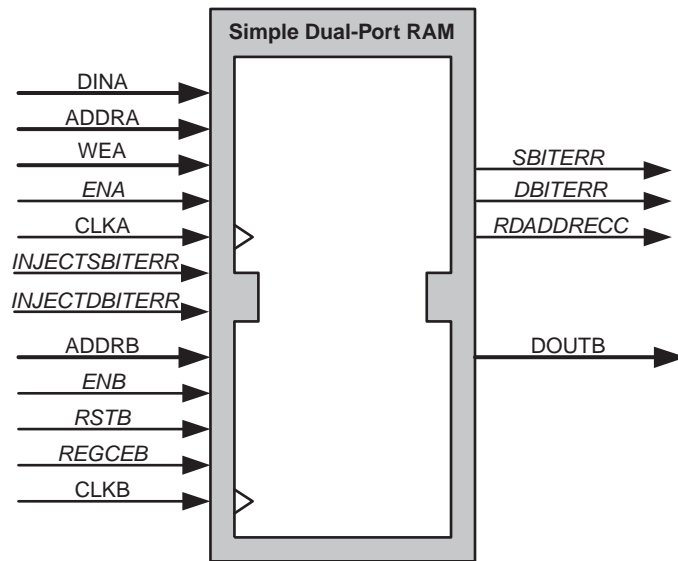 Simple Dual-Port RAM
DINA
ADDRA
WEA
ENA
CLKA
INJECTSBITERR
INJECTDBITERR
ADDRB
ENB
RSTB
REGCEB
CLKB
SBITERR
DBITERR
RDADDRECC
DOUTB